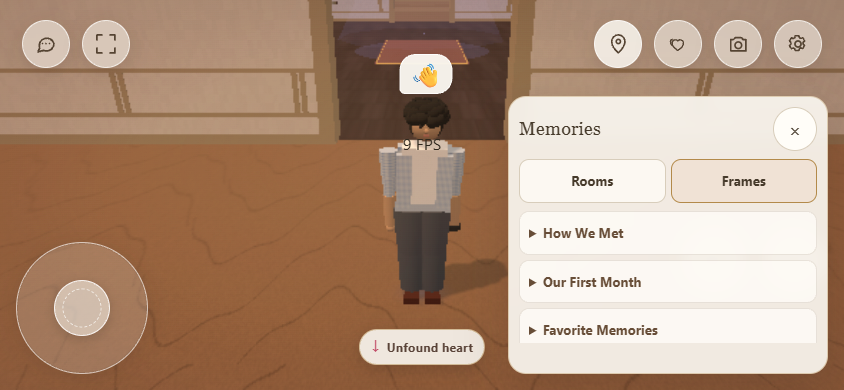 9 FPS
Memories
×
Rooms
Frames
How We Met
Our First Month
Favorite Memories
↓ Unfound heart